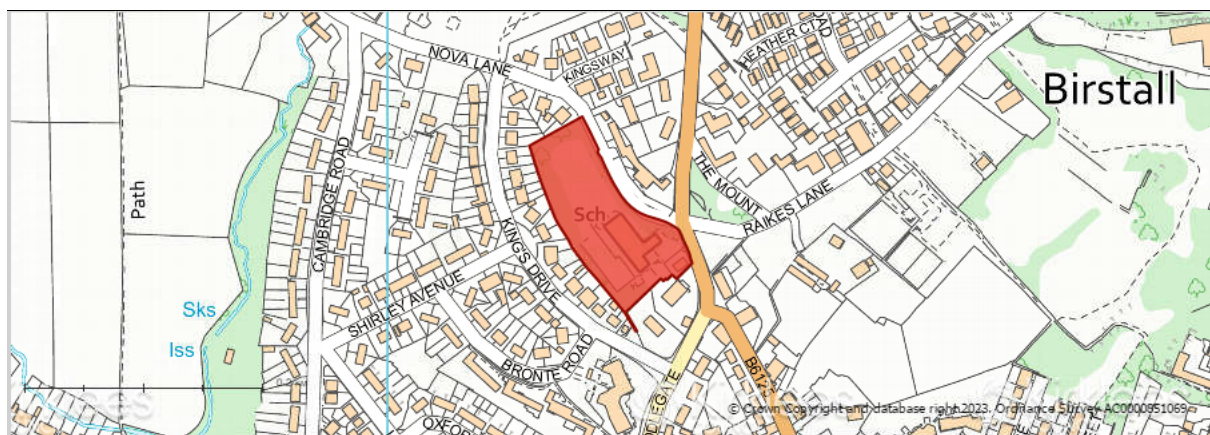 NOVA LANE
KINGSWAY
HEATHER CT
Birstall
CAMBRIDGE ROAD
Path
THE MOUNT
Sch
RAIKES LANE
KING'S DRIVE
SHIRLEY AVENUE
Sks
Iss
BRONTE ROAD
© Crown Copyright and database right 2023. Ordnance Survey AC0000851069